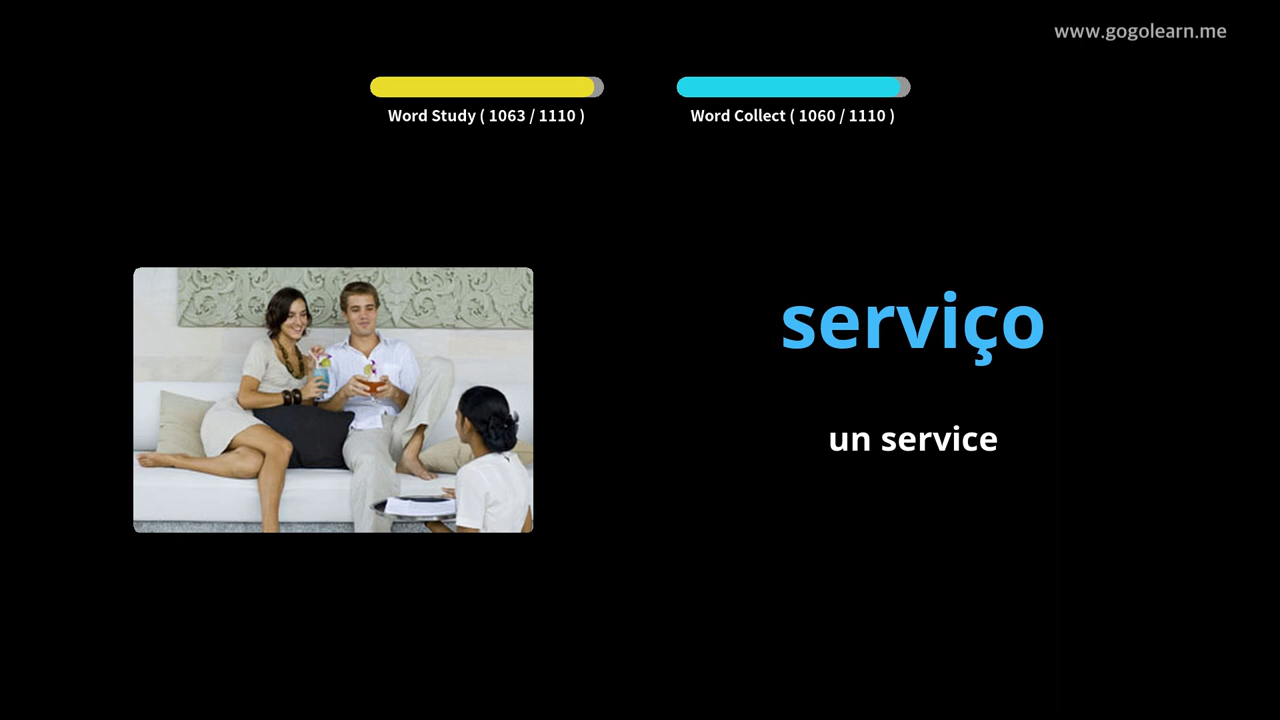 www.gogolearn.me
Word Study ( 1063 / 1110 )
Word Collect ( 1060 / 1110 )
serviço
un service